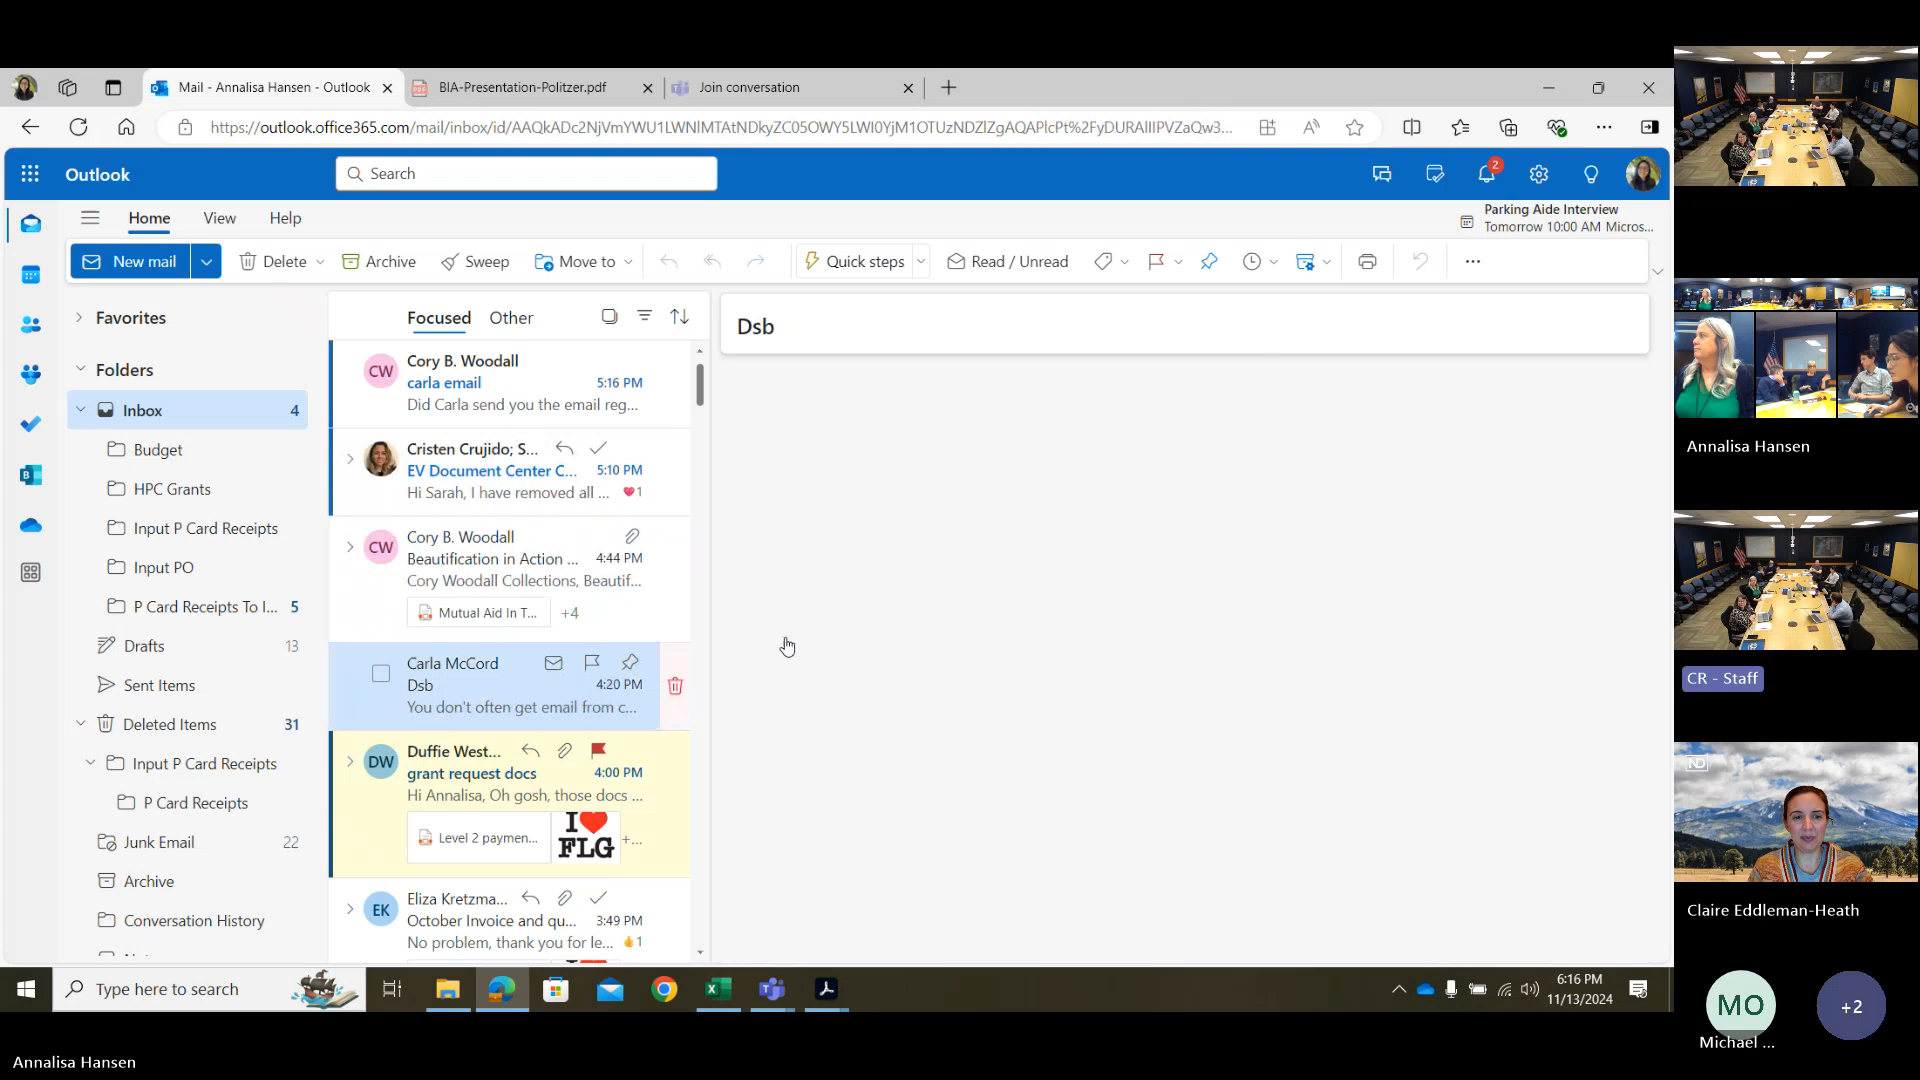 Mail - Annalisa Hansen - Outlook
BIA-Presentation-Politzer.pdf
Join conversation
https://outlook.office365.com/mail/inbox/id/AAQkADc2NjVmYWU1LWNlMTAtNDkyZC05OWY5LWI0YjM1OTUzNDZlZgAQAPlcPt%2FyDURAIIIPVZaQw3...
Outlook
Search
2
Home
View
Help
Parking Aide Interview
Tomorrow 10:00 AM Micros...
New mail
Delete
Archive
Sweep
Move to
Quick steps
Read / Unread
Favorites
Folders
Inbox 4
Budget
HPC Grants
Input P Card Receipts
Input PO
P Card Receipts To I... 5
Drafts 13
Sent Items
Deleted Items 31
Input P Card Receipts
P Card Receipts
Junk Email 22
Archive
Conversation History
Focused
Other
CW
Cory B. Woodall
carla email 5:16 PM
Did Carla send you the email reg...
Cristen Crujido; S...
EV Document Center C... 5:10 PM
Hi Sarah, I have removed all ... 1
CW
Cory B. Woodall
Beautification in Action ... 4:44 PM
Cory Woodall Collections, Beautif...
Mutual Aid In T... +4
Carla McCord
Dsb 4:20 PM
You don't often get email from c...
DW
Duffie West...
grant request docs 4:00 PM
Hi Annalisa, Oh gosh, those docs ...
Level 2 paymen...
I
FLG
+...
EK
Eliza Kretzma...
October Invoice and qu... 3:49 PM
No problem, thank you for le... 1
Dsb
Type here to search
6:16 PM
11/13/2024
Annalisa Hansen
Annalisa Hansen
CR - Staff
ND
Claire Eddleman-Heath
MO
Michael ...
+2